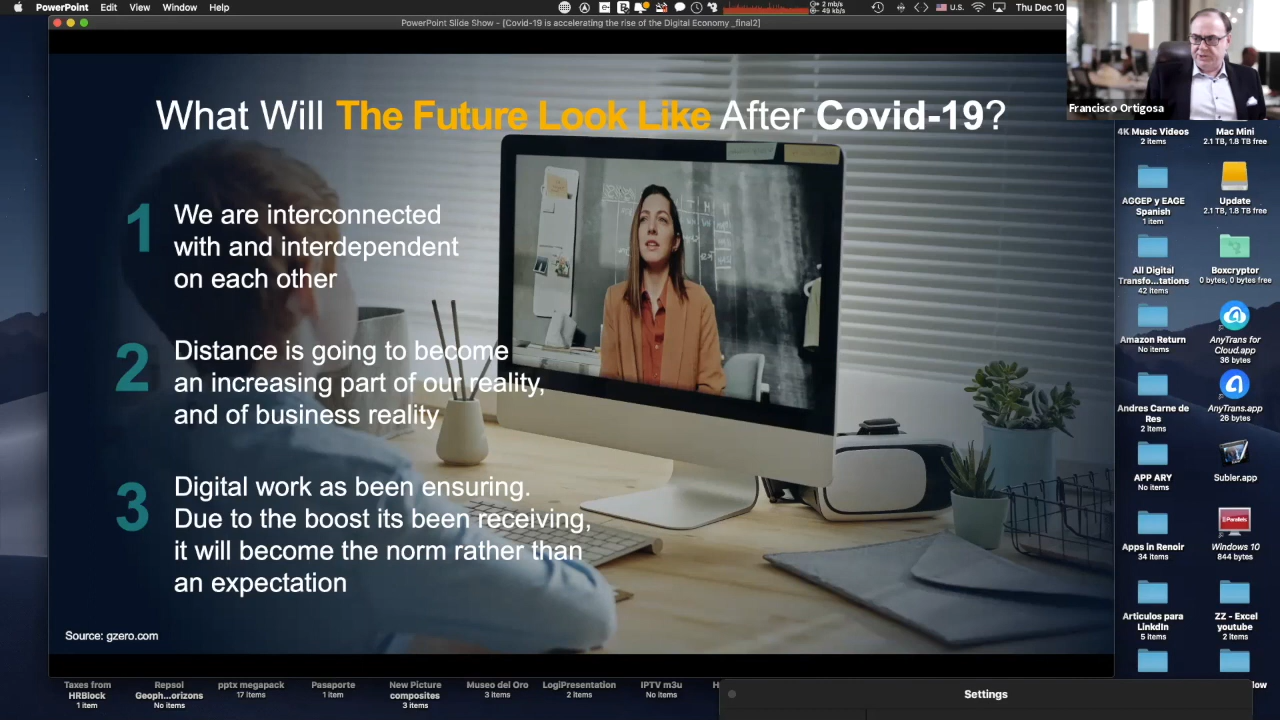 PowerPoint Edit View Window Help
2 mb/s
49 kb/s
U.S.
Thu Dec 10
PowerPoint Slide Show - [Covid-19 is accelerating the rise of the Digital Economy _final2]
Francisco Ortigosa
What Will The Future Look Like After Covid-19?
1
We are interconnected
with and interdependent
on each other
2
Distance is going to become
an increasing part of our reality,
and of business reality
3
Digital work as been ensuring.
Due to the boost its been receiving,
it will become the norm rather than
an expectation
Source: gzero.com
4K Music Videos
2 items
Mac Mini
2.1 TB, 1.8 TB free
AGGEP y EAGE
Spanish
1 item
Update
2.1 TB, 1.8 TB free
All Digital
Transfo...tations
42 items
Boxcryptor
0 bytes, 0 bytes free
Amazon Return
No items
AnyTrans for
Cloud.app
36 bytes
Andres Carne de
Res
2 items
AnyTrans.app
26 bytes
APP ARY
No items
Subler.app
Apps in Renoir
34 items
Parallels
Windows 10
844 bytes
Articulos para
LinkdIn
5 items
ZZ - Excel
youtube
2 items
Taxes from
HRBlock
1 item
Repsol
Geoph...orizons
No items
pptx megapack
17 items
Pasaporte
1 item
New Picture
composites
3 items
Museo del Oro
3 items
LogiPresentation
2 items
IPTV m3u
No items
Settings